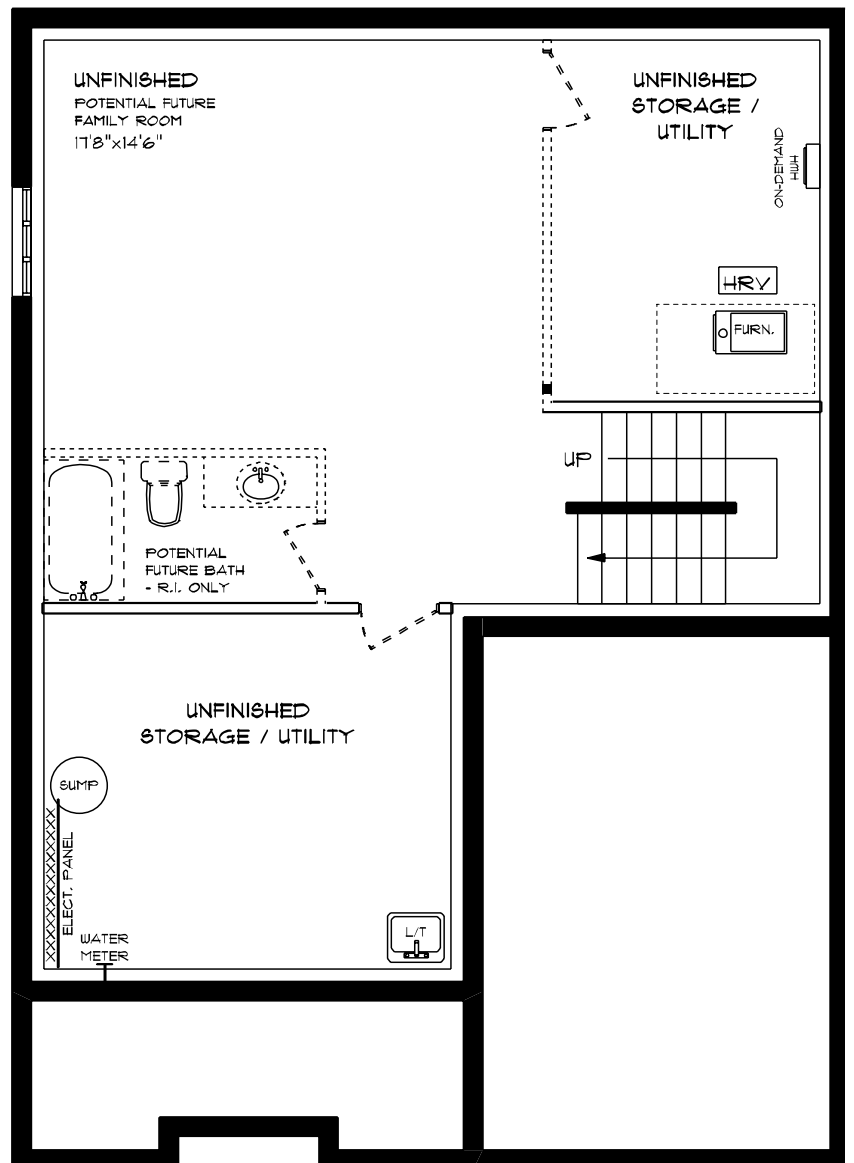 UNFINISHED
POTENTIAL FUTURE
FAMILY ROOM
17'8"x14'6"
UNFINISHED
STORAGE /
UTILITY
ON-DEMAND
HWH
HRV
FURN.
UP
POTENTIAL
FUTURE BATH
- R.I. ONLY
UNFINISHED
STORAGE / UTILITY
SUMP
ELECT. PANEL
WATER
METER
L/T